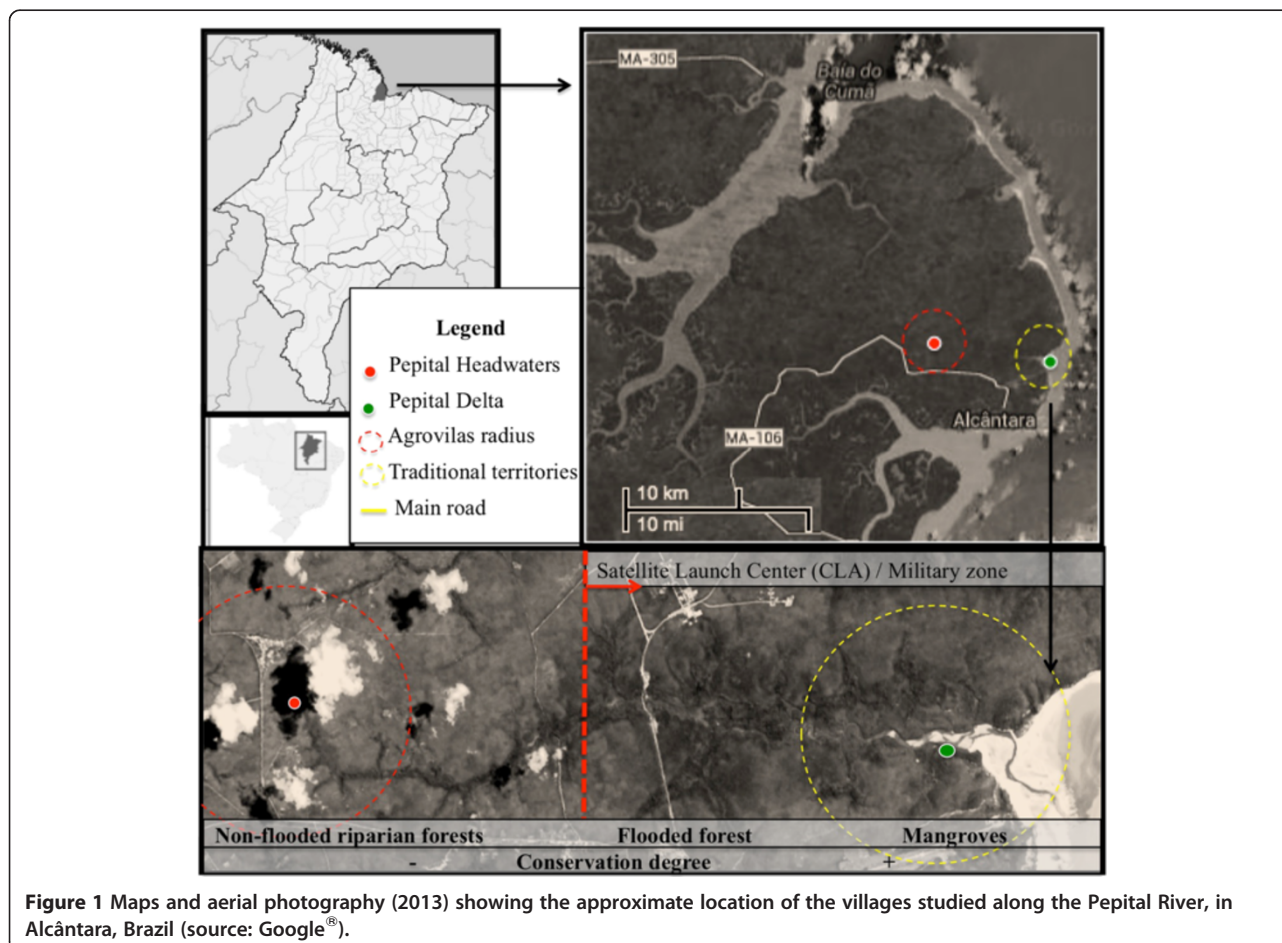 MA-305
Baía do
Cumã
Legend
Pepital Headwaters
Pepital Delta
Agrovilas radius
Traditional territories
Main road
Alcântara
MA-106
10 km
10 mi
Satellite Launch Center (CLA) / Military zone
Non-flooded riparian forests Flooded forest Mangroves
- Conservation degree +
Figure 1 Maps and aerial photography (2013) showing the approximate location of the villages studied along the Pepital River, in
Alcântara, Brazil (source: Google®).